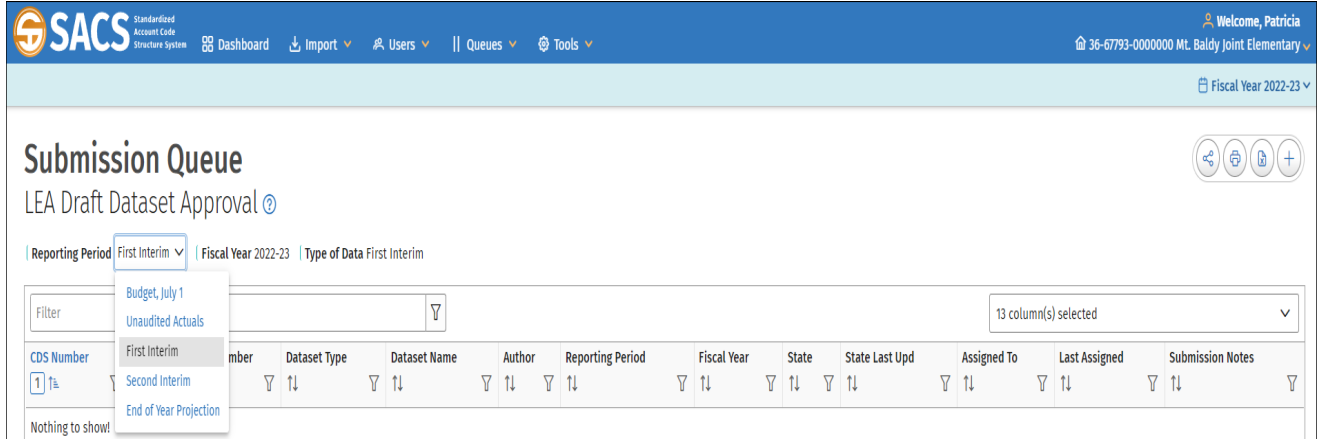 SACS Standardized Account Code Structure System
Dashboard Import Users Queues Tools
Welcome, Patricia
36-67793-0000000 Mt. Baldy Joint Elementary
Fiscal Year 2022-23
Submission Queue
LEA Draft Dataset Approval ?
Reporting Period First Interim Fiscal Year 2022-23 Type of Data First Interim
Budget, July 1
Unaudited Actuals
First Interim
Second Interim
End of Year Projection
Filter
13 column(s) selected
CDS Number mber Dataset Type Dataset Name Author Reporting Period Fiscal Year State State Last Upd Assigned To Last Assigned Submission Notes
1
Nothing to show!